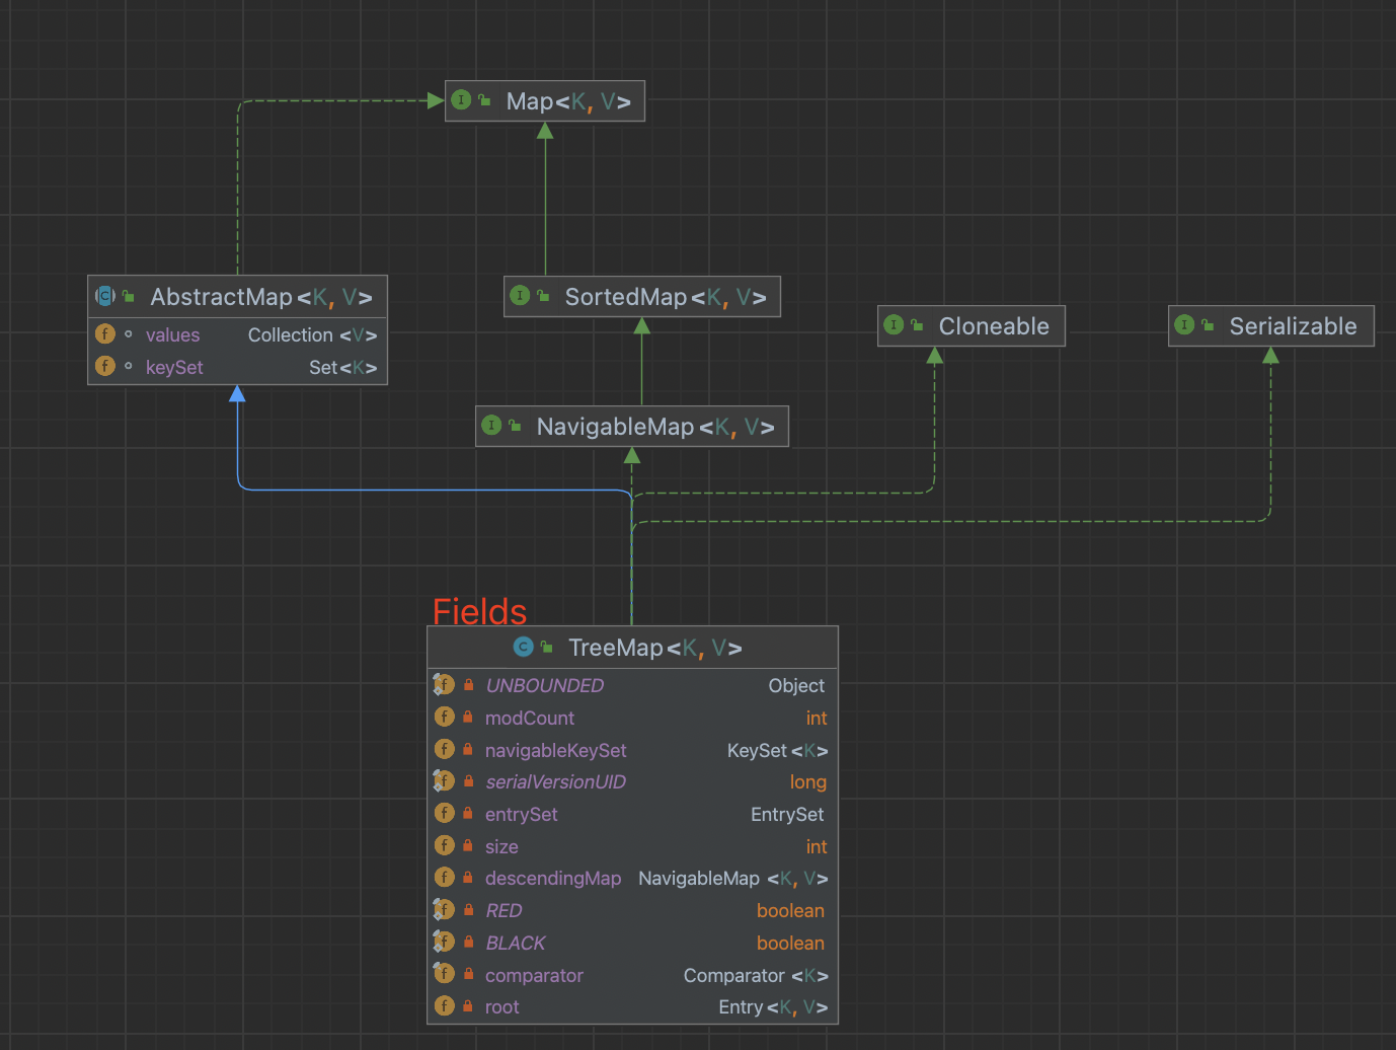 Map<K, V>
AbstractMap<K, V>
values Collection <V>
keySet Set<K>
SortedMap<K, V>
Cloneable
Serializable
NavigableMap<K, V>
Fields
TreeMap<K, V>
UNBOUNDED Object
modCount int
navigableKeySet KeySet<K>
serialVersionUID long
entrySet EntrySet
size int
descendingMap NavigableMap <K, V>
RED boolean
BLACK boolean
comparator Comparator <K>
root Entry<K, V>